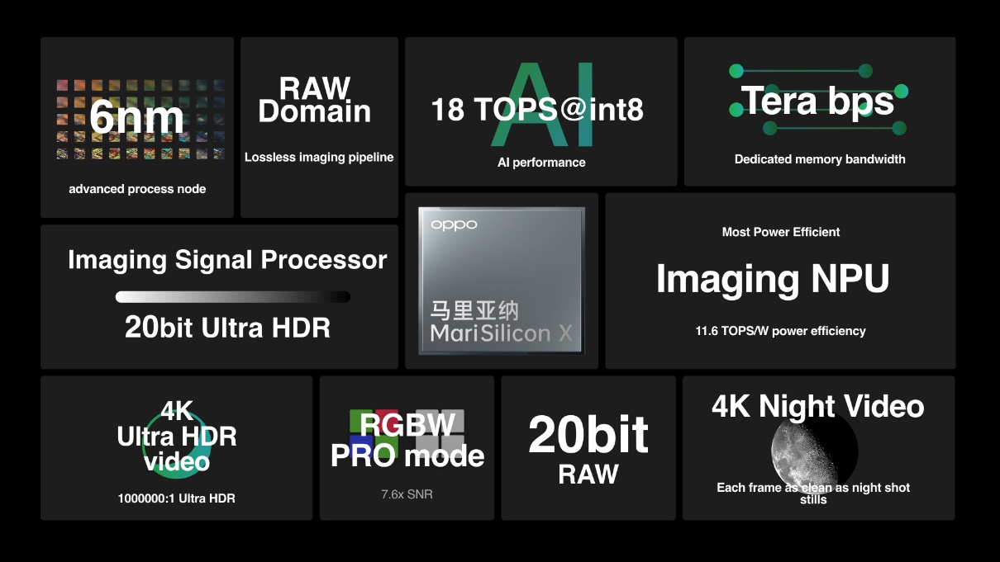 6nm
advanced process node
RAW
Domain
Lossless imaging pipeline
AI
18 TOPS@int8
AI performance
Tera bps
Dedicated memory bandwidth
Imaging Signal Processor
20bit Ultra HDR
oppo
马里亚纳
MariSilicon X
Most Power Efficient
Imaging NPU
11.6 TOPS/W power efficiency
4K
Ultra HDR
video
1000000:1 Ultra HDR
RGBW
PRO mode
7.6x SNR
20bit
RAW
4K Night Video
Each frame as clean as night shot
stills